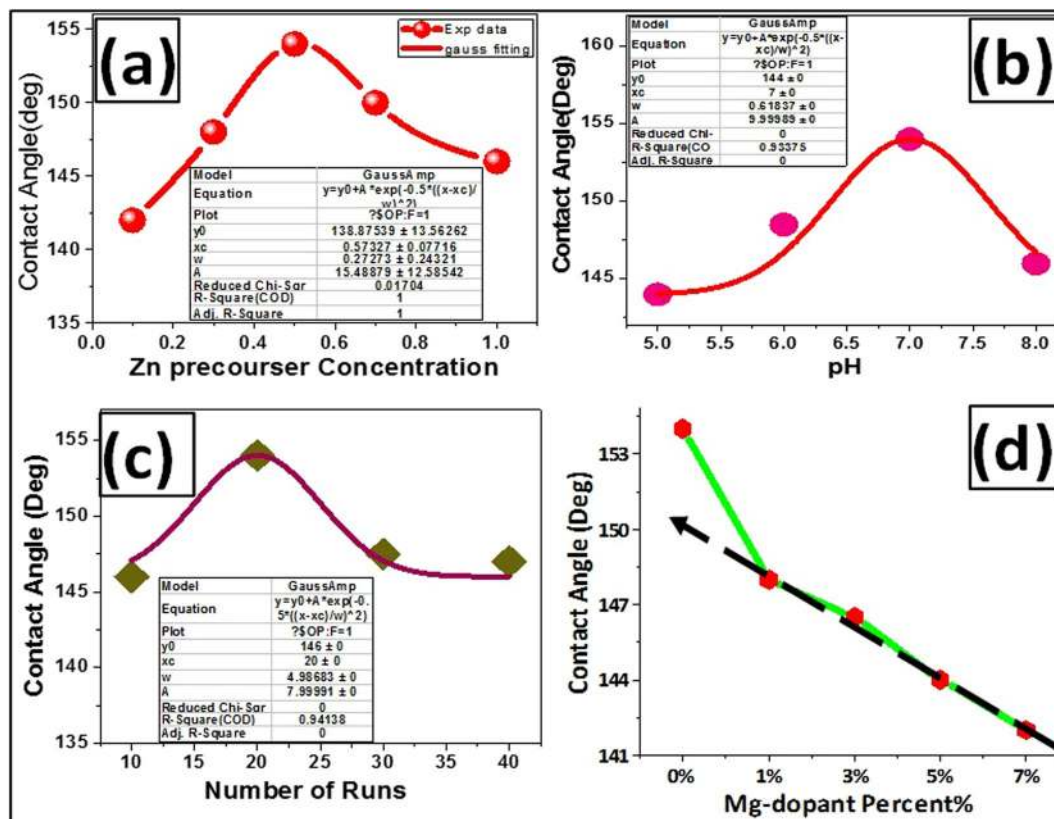 (a)
Exp data
gauss fitting
Contact Angle(deg)
155
150
145
140
135
Model GaussAmp
Equation y=y0+A*exp(-0.5*((x-xc)/
w)^2)
Plot ?$OP:F=1
y0 138.87539 ± 13.56262
xc 0.57327 ± 0.07716
w 0.27273 ± 0.24321
A 15.48879 ± 12.58542
Reduced Chi-Sqr 0.01704
R-Square(COD) 1
Adj. R-Square 1
0.0 0.2 0.4 0.6 0.8 1.0
Zn precourser Concentration
(b)
Model GaussAmp
Equation y=y0+A*exp(-0.5*((x-
xc)/w)^2)
Plot ?$OP:F=1
y0 144 ± 0
xc 7 ± 0
w 0.61837 ± 0
A 9.99989 ± 0
Reduced Chi- 0
R-Square(CO 0.93375
Adj. R-Square 0
Contact Angle(Deg)
160
155
150
145
5.0 5.5 6.0 6.5 7.0 7.5 8.0
pH
(c)
Contact Angle (Deg)
155
150
145
140
135
Model GaussAmp
Equation y=y0+A*exp(-0.
5*((x-xc)/w)^2)
Plot ?$OP:F=1
y0 146 ± 0
xc 20 ± 0
w 4.98683 ± 0
A 7.99991 ± 0
Reduced Chi-Sqr 0
R-Square(COD) 0.94138
Adj. R-Square 0
10 20 30 40
Number of Runs
(d)
Contact Angle (Deg)
153
150
147
144
141
0% 1% 3% 5% 7%
Mg-dopant Percent%